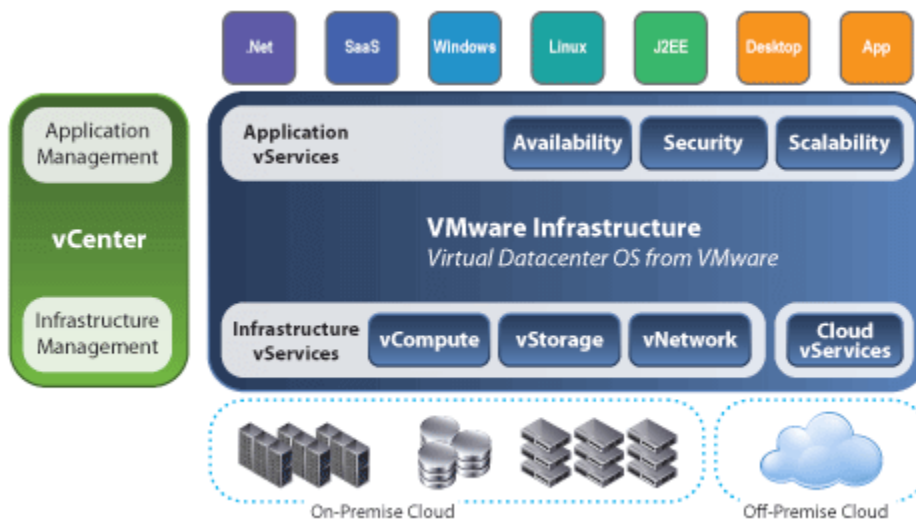 .Net
SaaS
Windows
Linux
J2EE
Desktop
App
Application
Management
vCenter
Infrastructure
Management
Application
vServices
Availability
Security
Scalability
VMware Infrastructure
Virtual Datacenter OS from VMware
Infrastructure
vServices
vCompute
vStorage
vNetwork
Cloud
vServices
On-Premise Cloud
Off-Premise Cloud